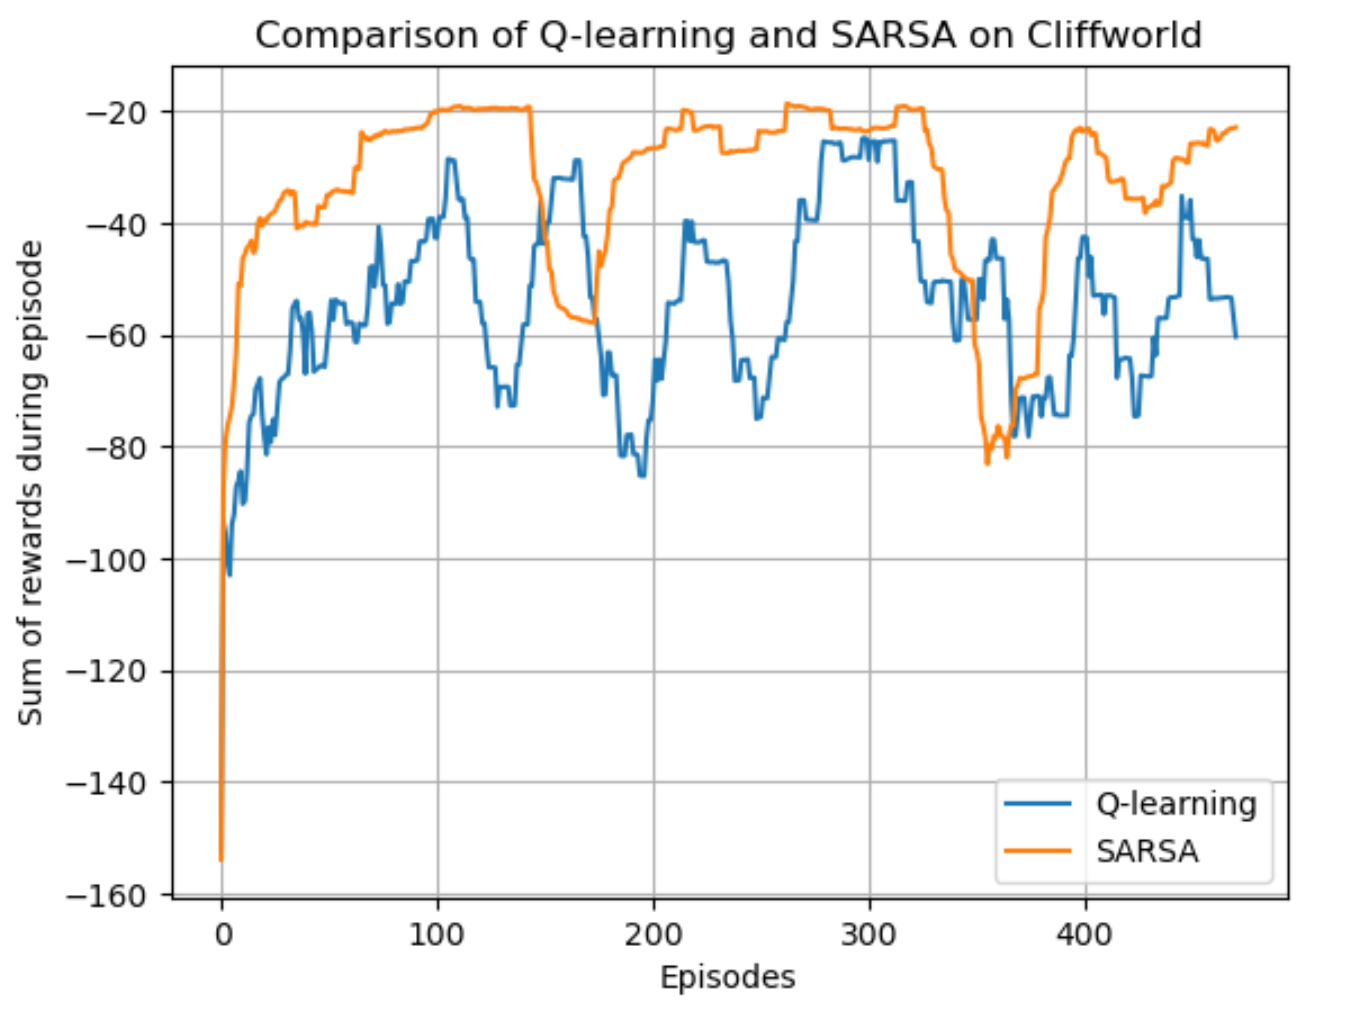 Comparison of Q-learning and SARSA on Cliffworld
Sum of rewards during episode
−20
−40
−60
−80
−100
−120
−140
−160
Q-learning
SARSA
0 100 200 300 400
Episodes